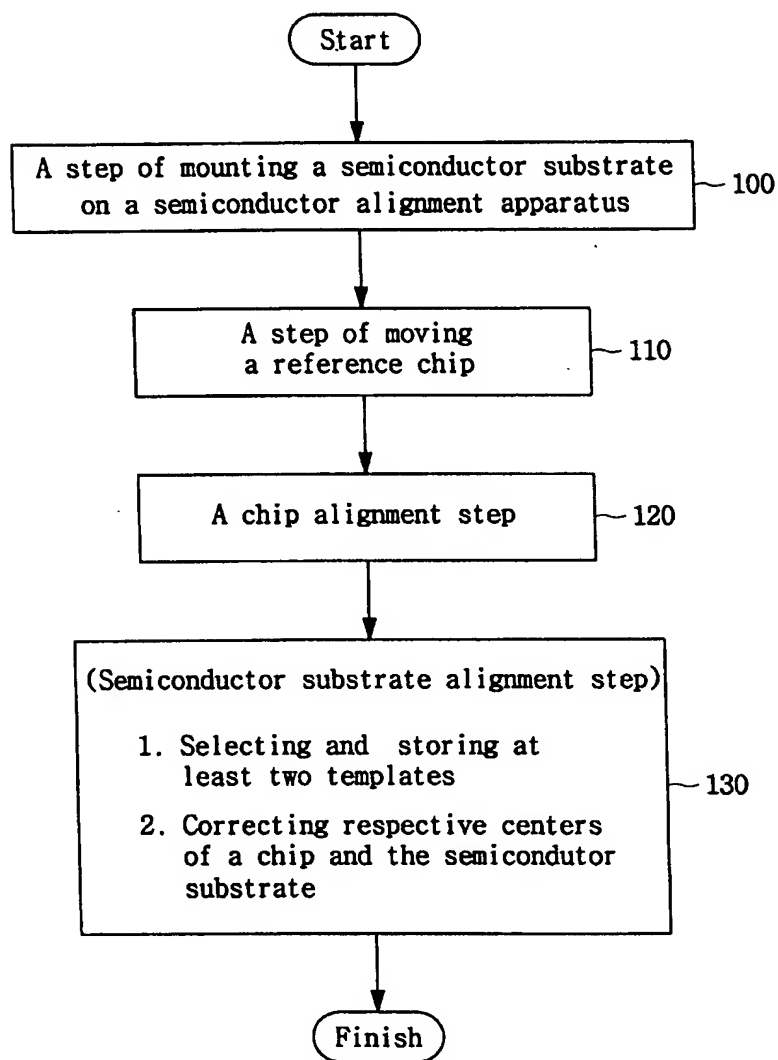 Start
A step of mounting a semiconductor substrate
on a semiconductor alignment apparatus
100
A step of moving
a reference chip
110
A chip alignment step
120
(Semiconductor substrate alignment step)
1. Selecting and storing at
least two templates
2. Correcting respective centers
of a chip and the semicondutor
substrate
130
Finish